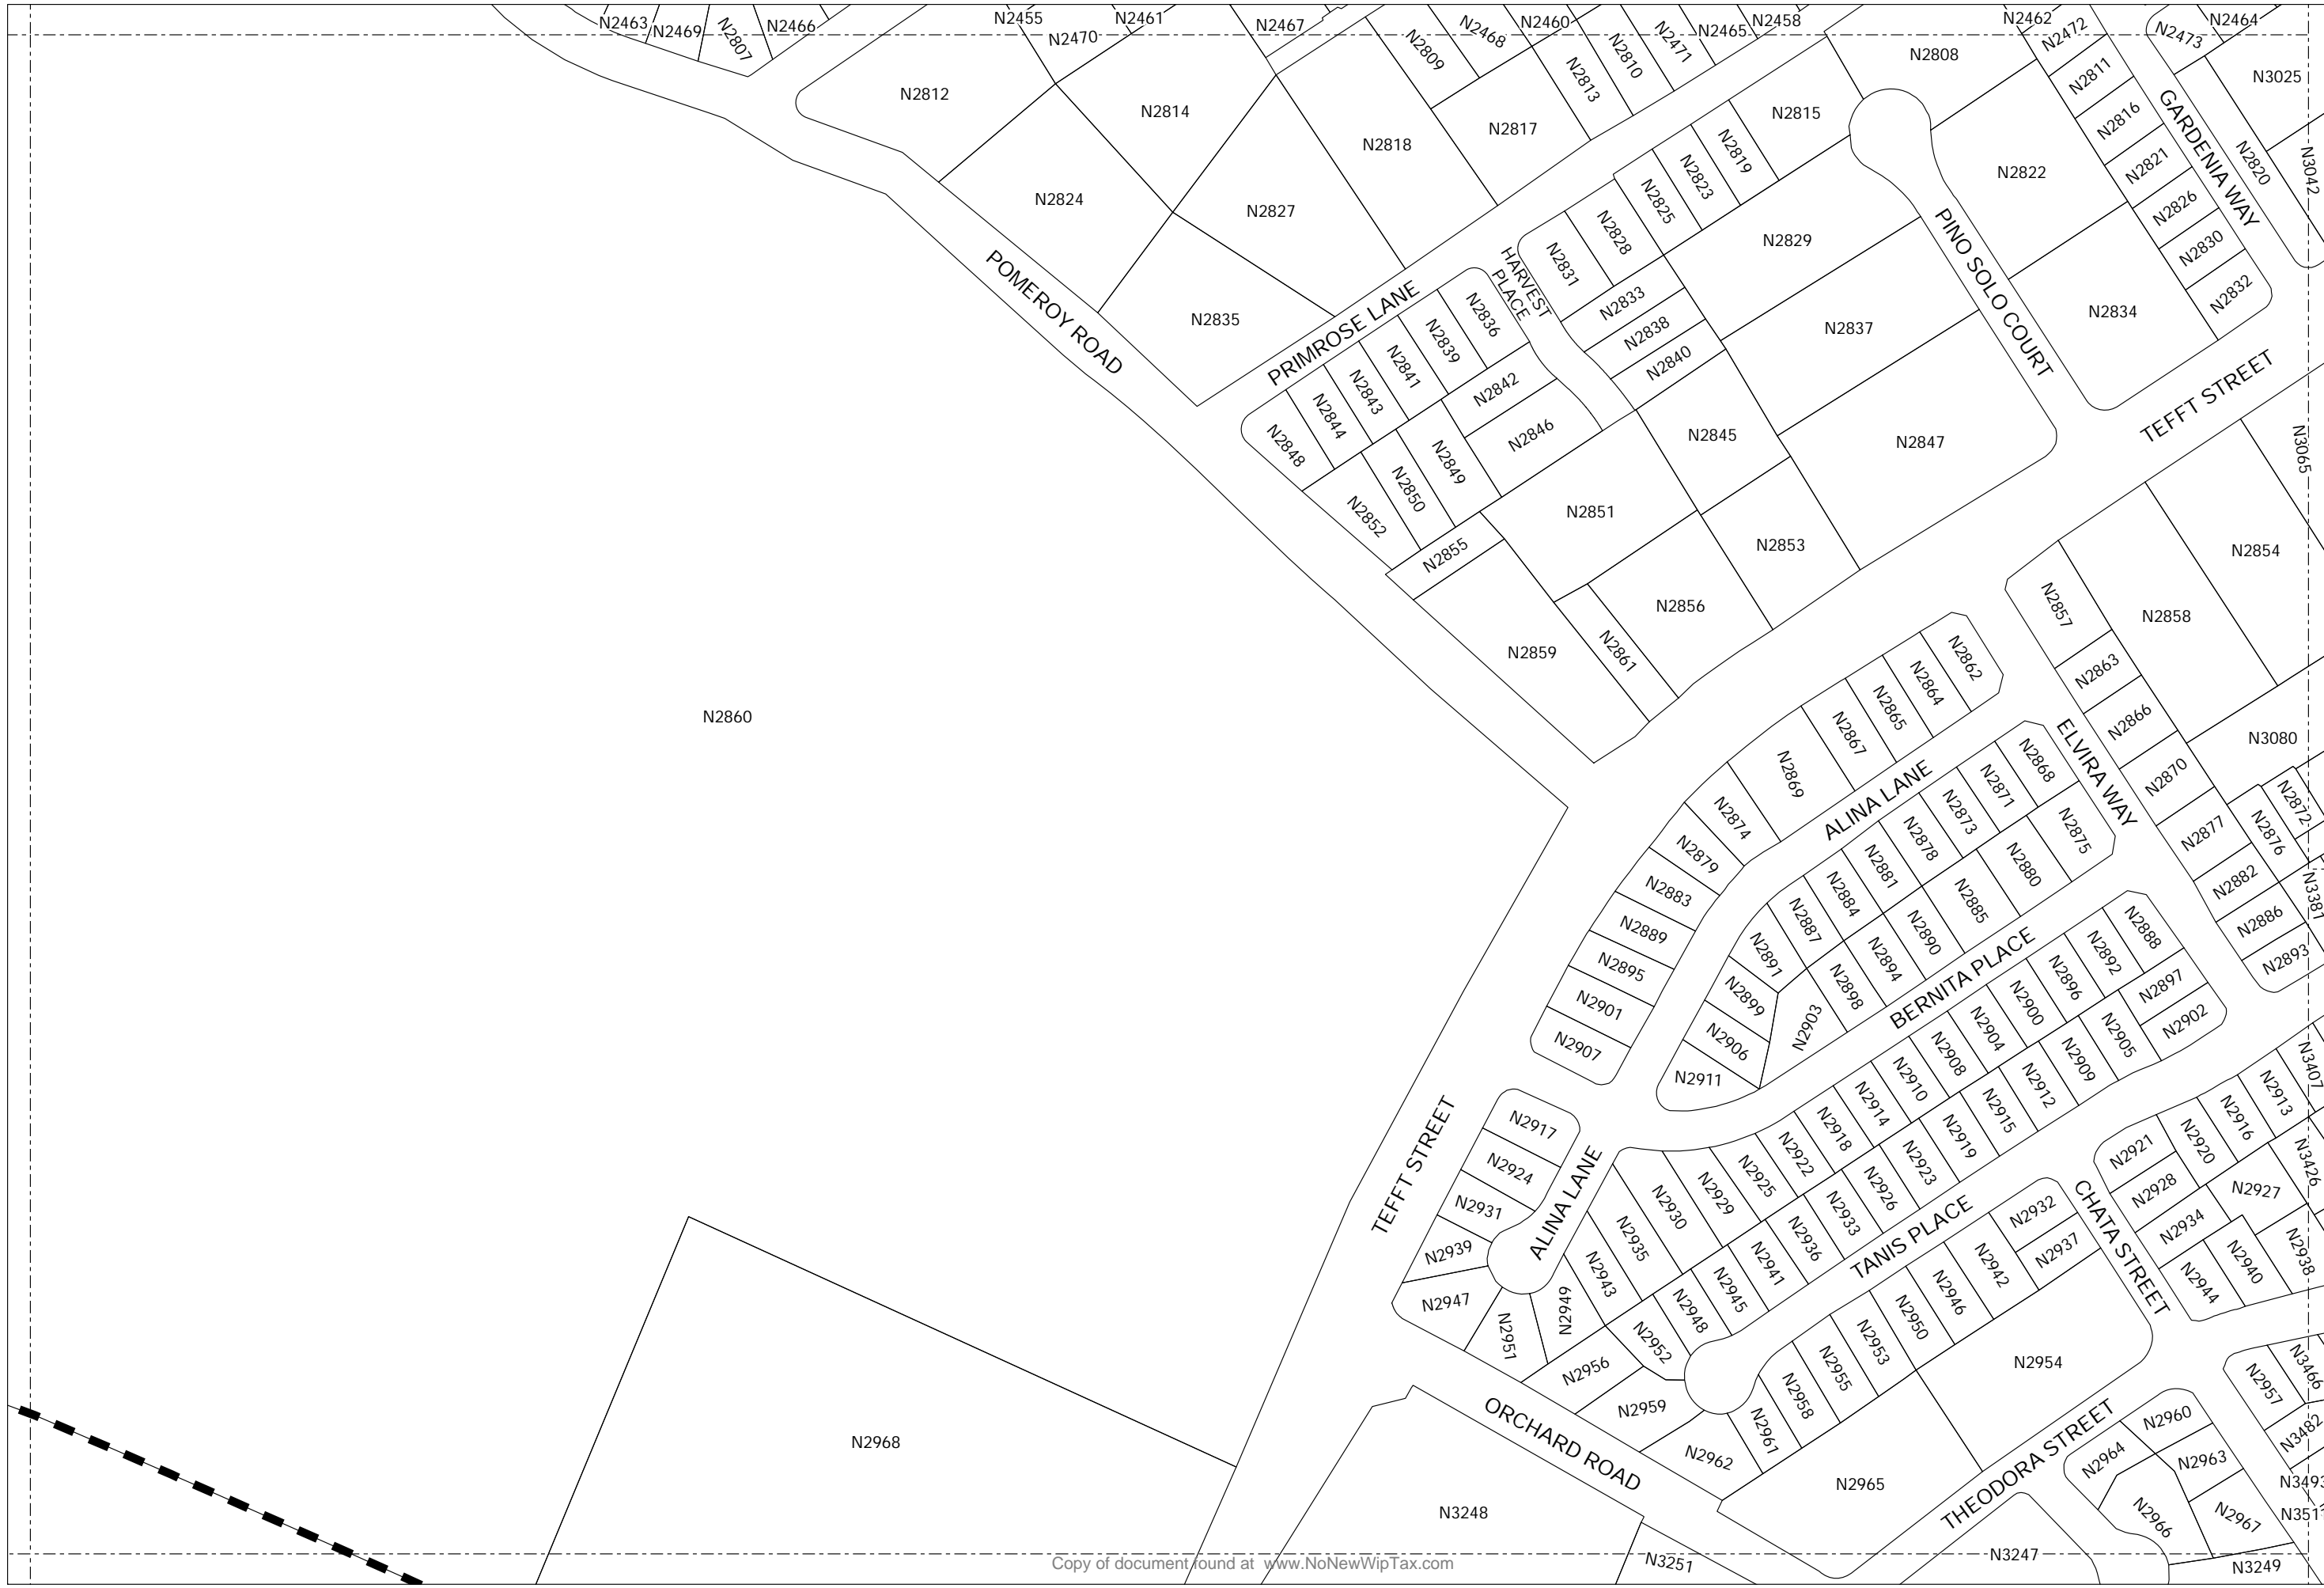 N2463
N2469
N2807
N2466
N2455
N2470
N2461
N2467
N2468
N2460
N2809
N2471
N2465
N2458
N2462
N2472
N2464
N2473
N2808
N2810
N2813
N2811
N3025
N2812
N2814
N2817
N2815
N2816
GARDENIA WAY
N2818
N2819
N2821
N2820
N3042
N2822
N2823
N2825
N2824
N2827
N2826
N2828
N2829
N2830
N2831
PINO SOLO COURT
POMEROY ROAD
HARVEST
PLACE
N2832
N2833
N2834
N2835
PRIMROSE LANE
N2836
N2838
N2837
N2839
N2840
N2841
N2842
N2843
N2844
N2846
N2845
N2847
TEFFT STREET
N3065
N2848
N2849
N2850
N2852
N2851
N2853
N2855
N2854
N2856
N2857
N2858
N2859
N2861
N2862
N2863
N2864
N2865
N2866
N2867
N2860
N2868
ELVIRA WAY
N3080
N2869
N2870
N2871
N2872
ALINA LANE
N2873
N2874
N2875
N2876
N2877
N2878
N2879
N2880
N2881
N2882
N2883
N2884
N2885
N3387
N2886
N2887
N2888
N2889
N2890
N2891
N2892
N2893
N2894
N2895
BERNITA PLACE
N2896
N2897
N2898
N2899
N2900
N2901
N2902
N2903
N2904
N2905
N2906
N2907
N2908
N2909
N2910
N2911
N2912
N3407
N2913
N2914
N2915
N2916
N2917
N2918
N2919
N2920
N2921
N2922
N2923
TEFFT STREET
N2924
N2925
N2926
N2927
N3426
N2928
N2929
N2930
N2931
ALINA LANE
N2932
CHATA STREET
N2933
N2934
N2935
N2936
N2937
TANIS PLACE
N2938
N2939
N2940
N2941
N2942
N2943
N2944
N2945
N2946
N2947
N2948
N2949
N2950
N2951
N2952
N2953
N2954
N2955
N2956
N2957
N3466
N2958
N2959
N2960
N2961
N2962
N2963
N2964
N3482
ORCHARD ROAD
N2968
N2965
THEODORA STREET
N3493
N3248
N2966
N2967
N3251
N3247
N3249
Copy of document found at www.NoNewWipTax.com